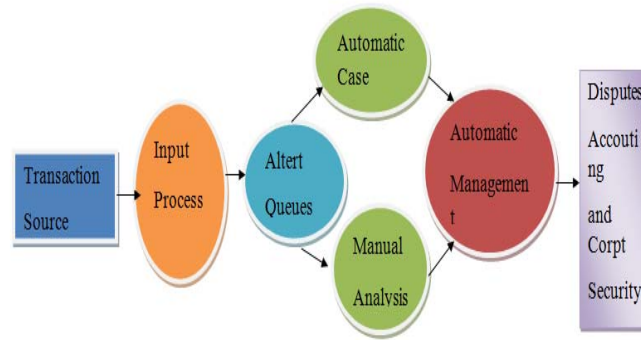 Transaction
Source
Input
Process
Altert
Queues
Automatic
Case
Manual
Analysis
Automatic
Managemen
t
Disputes
Accouti
ng
and
Corpt
Security